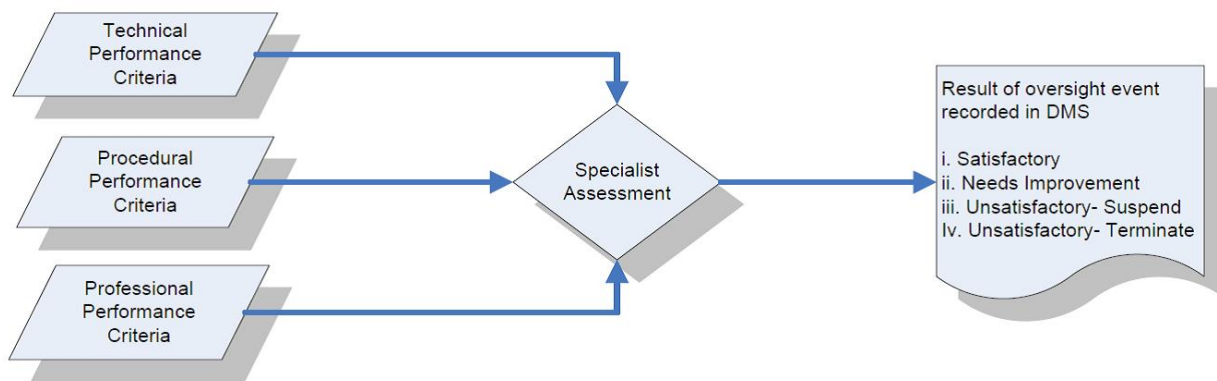 Technical
Performance
Criteria
Procedural
Performance
Criteria
Professional
Performance
Criteria
Specialist
Assessment
Result of oversight event
recorded in DMS
i. Satisfactory
ii. Needs Improvement
iii. Unsatisfactory- Suspend
Iv. Unsatisfactory- Terminate